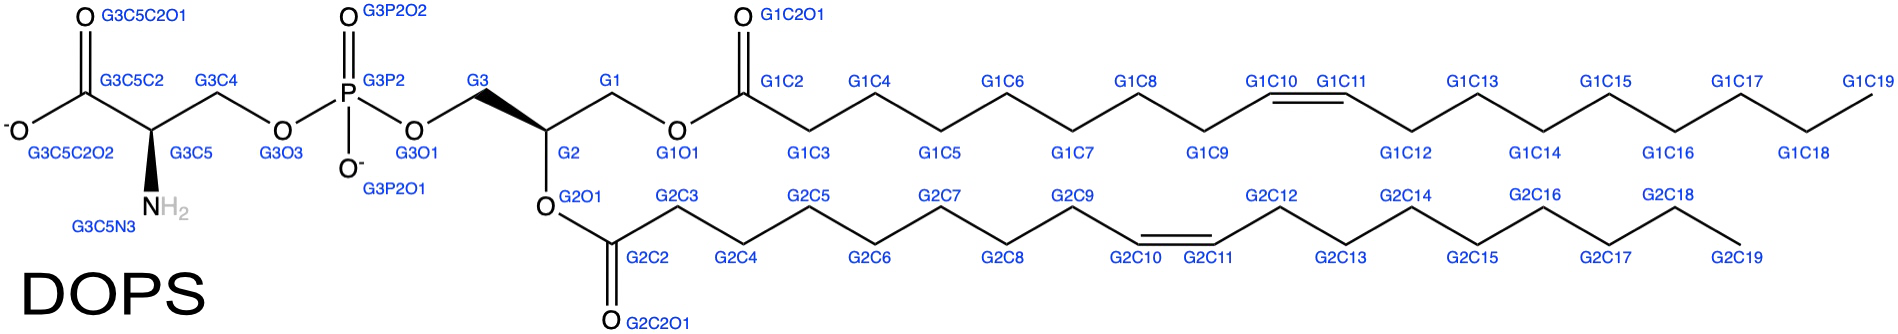 O G3C5C2O1 O G3P2O2 O G1C2O1
G3C5C2 G3C4 P G3P2 G3 G1 G1C2 G1C4 G1C6 G1C8 G1C10 G1C11 G1C13 G1C15 G1C17 G1C19
-O O O O
G3C5C2O2 G3C5 G3O3 G3O1 G2 G1O1 G1C3 G1C5 G1C7 G1C9 G1C12 G1C14 G1C16 G1C18
O-
G3P2O1
NH2 O G2O1 G2C3 G2C5 G2C7 G2C9 G2C12 G2C14 G2C16 G2C18
G3C5N3
G2C2 G2C4 G2C6 G2C8 G2C10 G2C11 G2C13 G2C15 G2C17 G2C19
DOPS
O G2C2O1